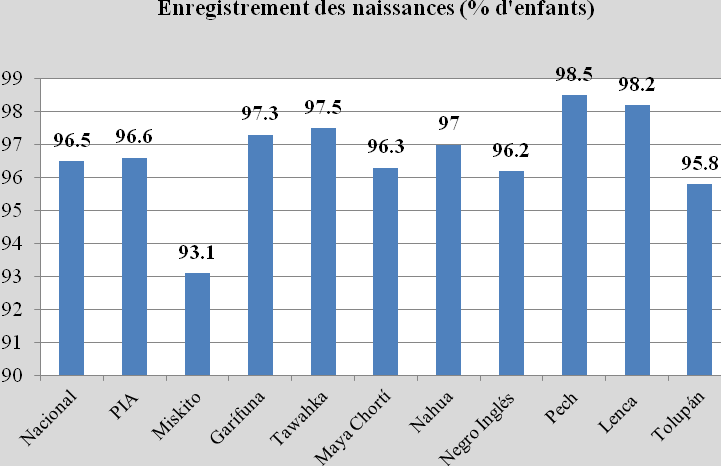 Enregistrement des naissances (% d'enfants)
99
98
97
96
95
94
93
92
91
90
96.5
96.6
93.1
97.3
97.5
96.3
97
96.2
98.5
98.2
95.8
Nacional
PIA
Miskito
Garífuna
Tawahka
Maya Chortí
Nahua
Negro Inglés
Pech
Lenca
Tolupán